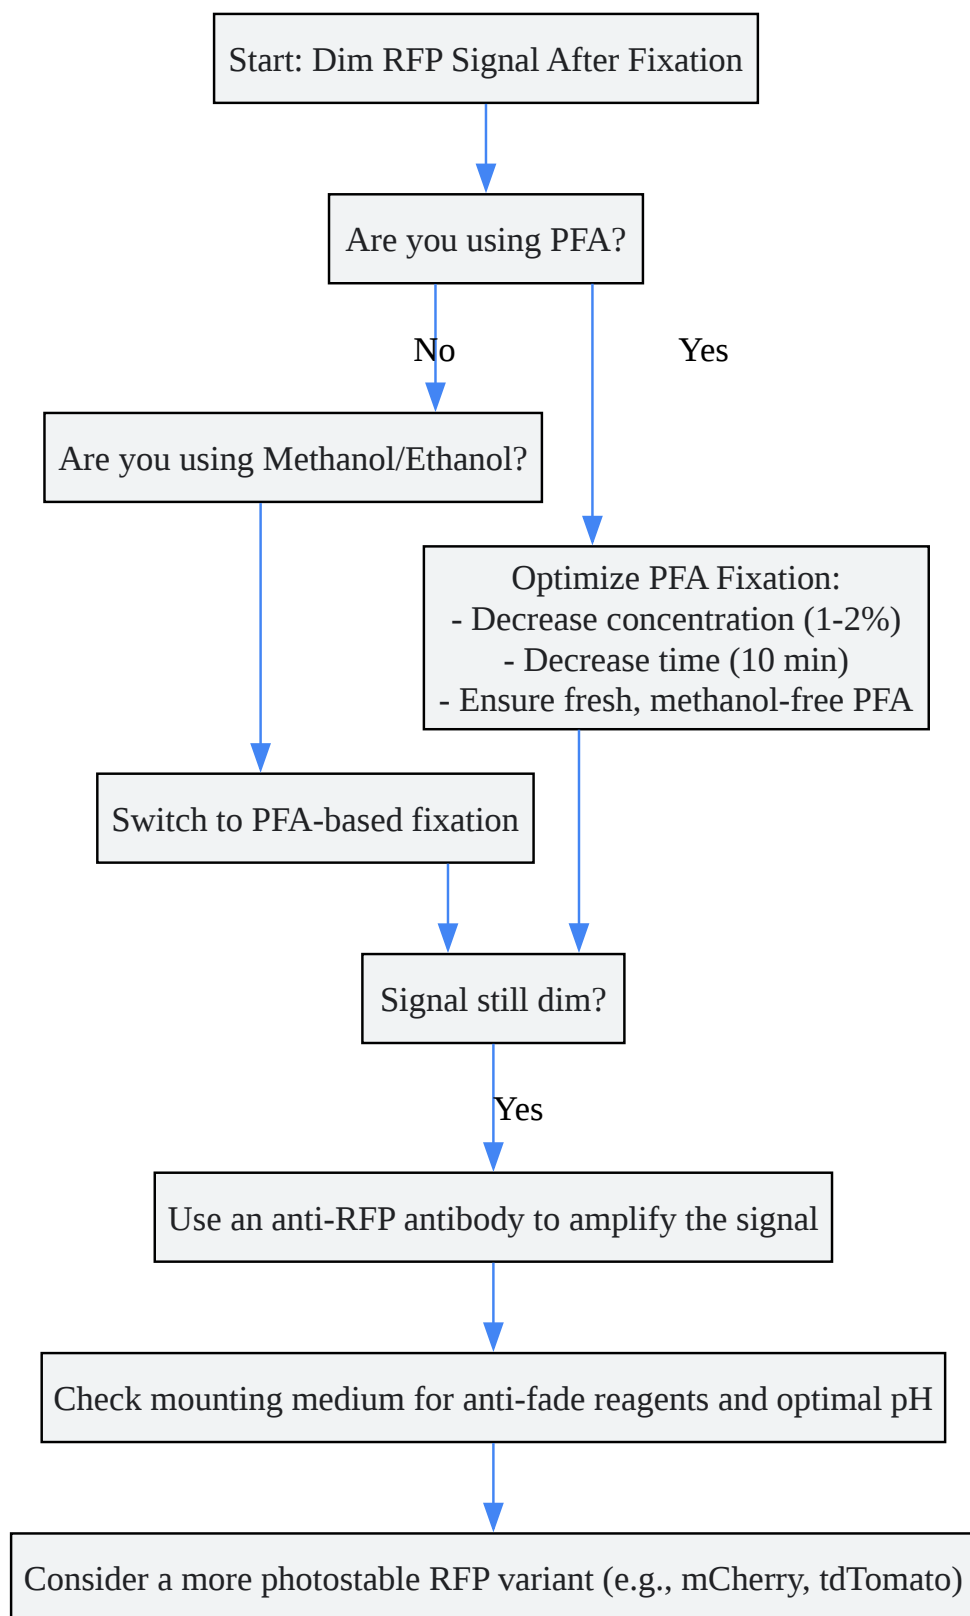 Start: Dim RFP Signal After Fixation
Are you using PFA?
No
Yes
Are you using Methanol/Ethanol?
Optimize PFA Fixation:
- Decrease concentration (1-2%)
- Decrease time (10 min)
- Ensure fresh, methanol-free PFA
Switch to PFA-based fixation
Signal still dim?
Yes
Use an anti-RFP antibody to amplify the signal
Check mounting medium for anti-fade reagents and optimal pH
Consider a more photostable RFP variant (e.g., mCherry, tdTomato)